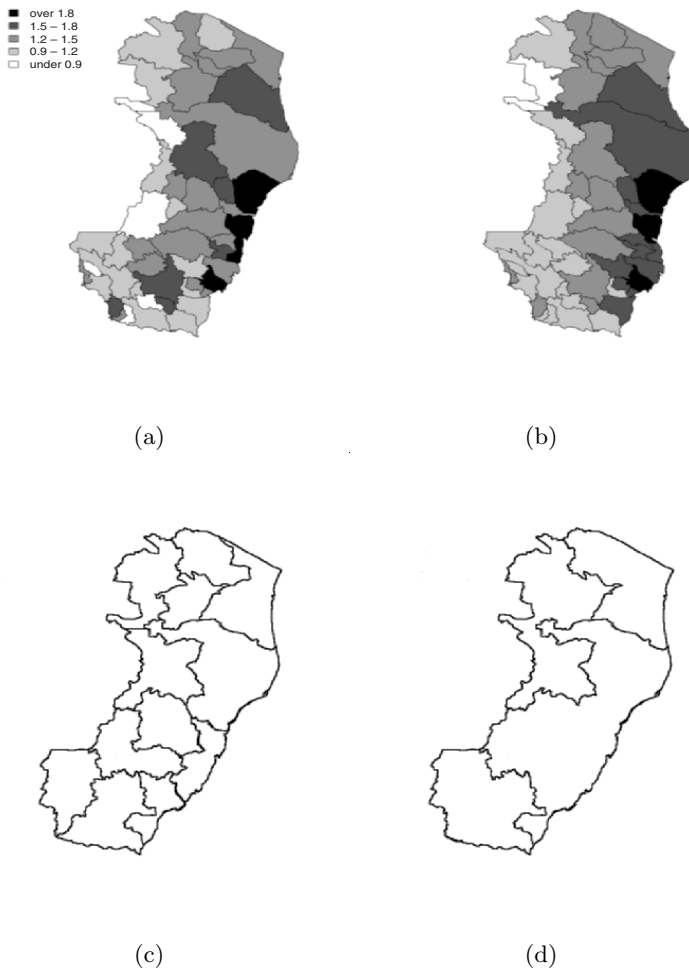 over 1.8
1.5 – 1.8
1.2 – 1.5
0.9 – 1.2
under 0.9
(a)
(b)
(c)
(d)